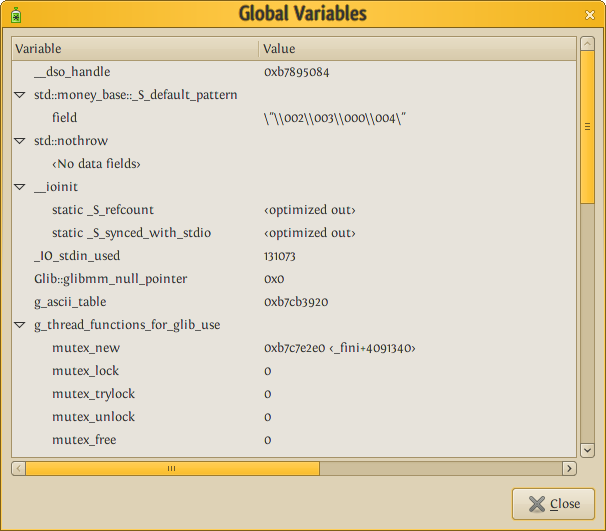 Global Variables
Variable Value
__dso_handle 0xb7895084
std::money_base::_S_default_pattern
field \"\\002\\003\\000\\004\"
std::nothrow
<No data fields>
__ioinit
static _S_refcount <optimized out>
static _S_synced_with_stdio <optimized out>
_IO_stdin_used 131073
Glib::glibmm_null_pointer 0x0
g_ascii_table 0xb7cb3920
g_thread_functions_for_glib_use
mutex_new 0xb7c7e2e0 <_fini+4091340>
mutex_lock 0
mutex_trylock 0
mutex_unlock 0
mutex_free 0
Close